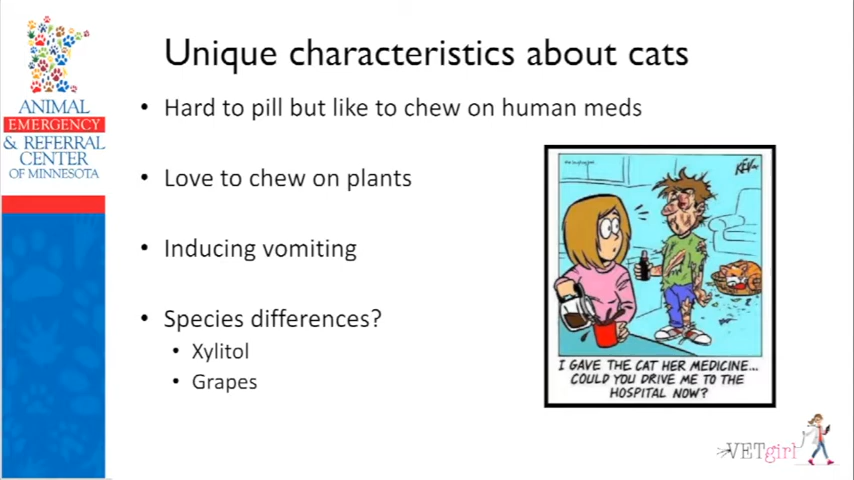 Unique characteristics about cats
ANIMAL
EMERGENCY
& REFERRAL
CENTER
OF MINNESOTA
• Hard to pill but like to chew on human meds
• Love to chew on plants
• Inducing vomiting
• Species differences?
• Xylitol
• Grapes
I GAVE THE CAT HER MEDICINE...
COULD YOU DRIVE ME TO THE
HOSPITAL NOW?
VETgirl